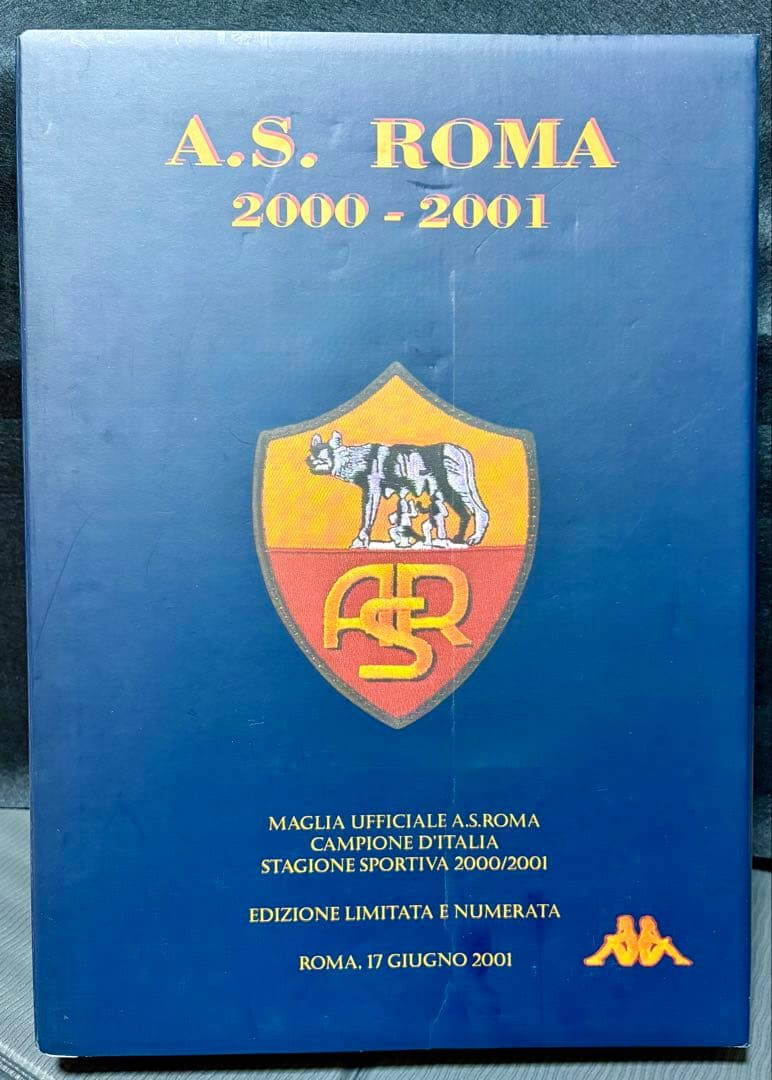 A.S. ROMA
2000 - 2001
ASR
MAGLIA UFFICIALE A.S.ROMA
CAMPIONE D'ITALIA
STAGIONE SPORTIVA 2000/2001
EDIZIONE LIMITATA E NUMERATA
ROMA, 17 GIUGNO 2001